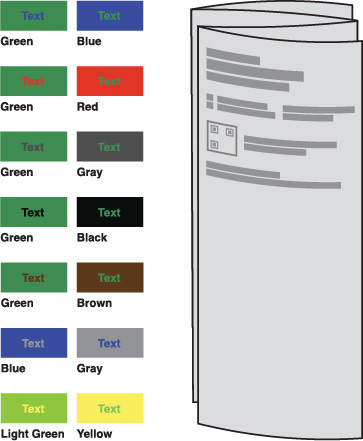 Text Text
Green Blue
Text Text
Green Red
Text Text
Green Gray
Text Text
Green Black
Text Text
Green Brown
Text Text
Blue Gray
Text Text
Light Green Yellow